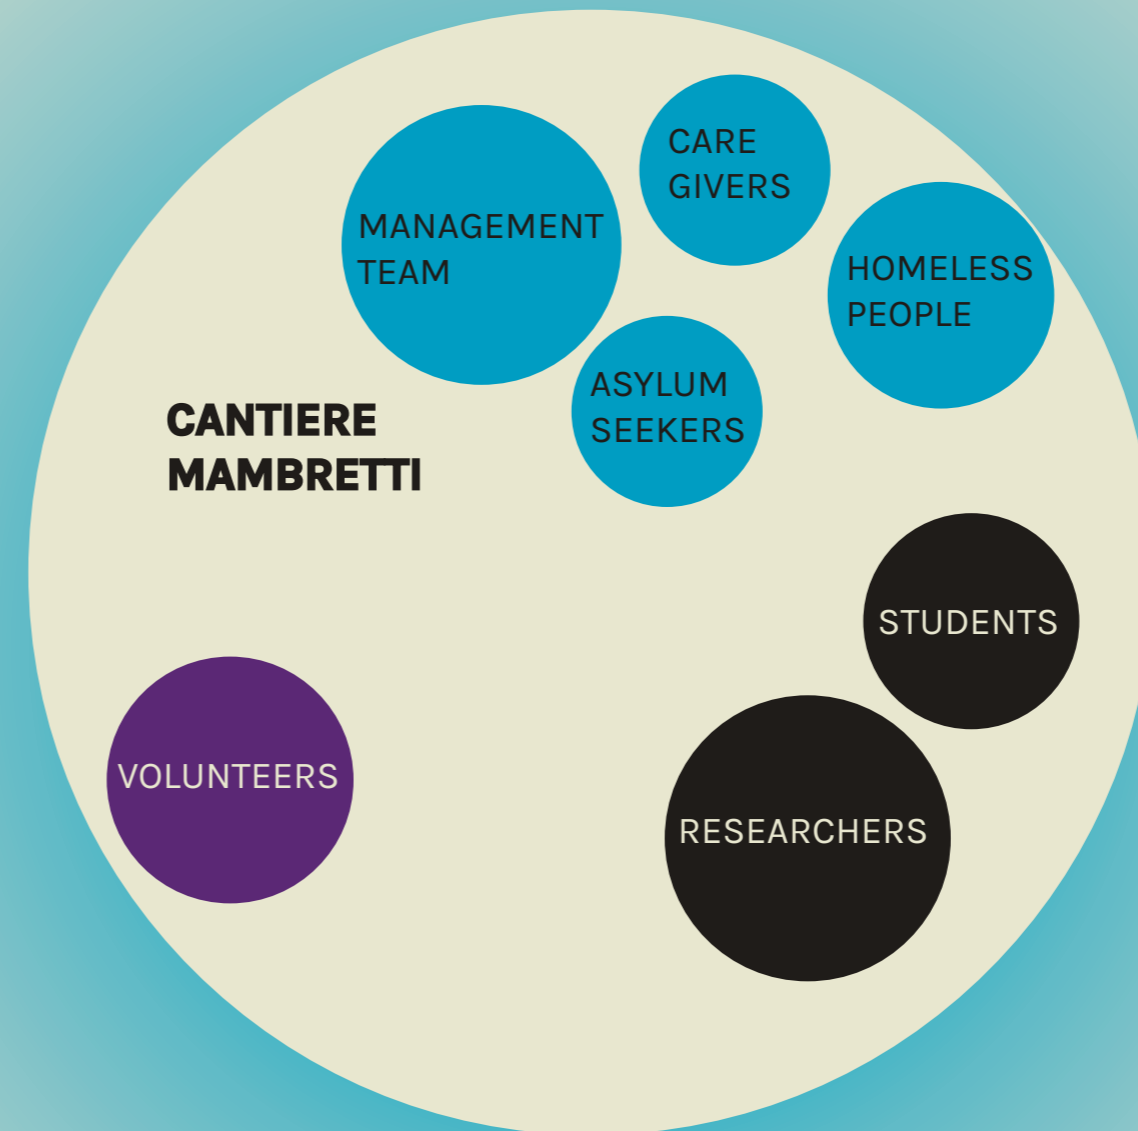 CARE
GIVERS
MANAGEMENT
TEAM
HOMELESS
PEOPLE
ASYLUM
SEEKERS
CANTIERE
MAMBRETTI
STUDENTS
VOLUNTEERS
RESEARCHERS